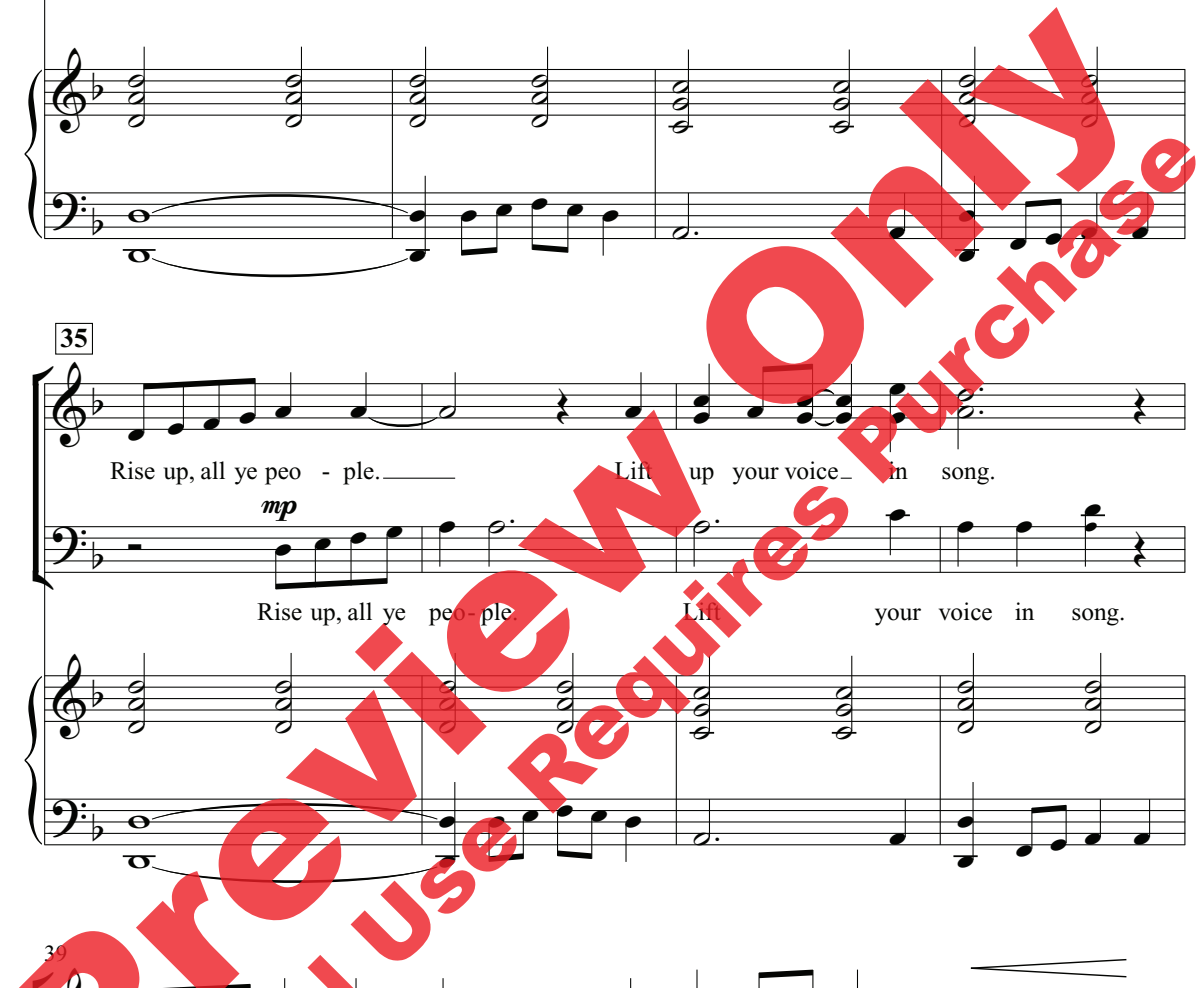 35
Rise up, all ye peo - ple. Lift up your voice in song.
mp
Rise up, all ye peo - ple. Lift your voice in song.
39
Preview Only
Use Requires Purchase